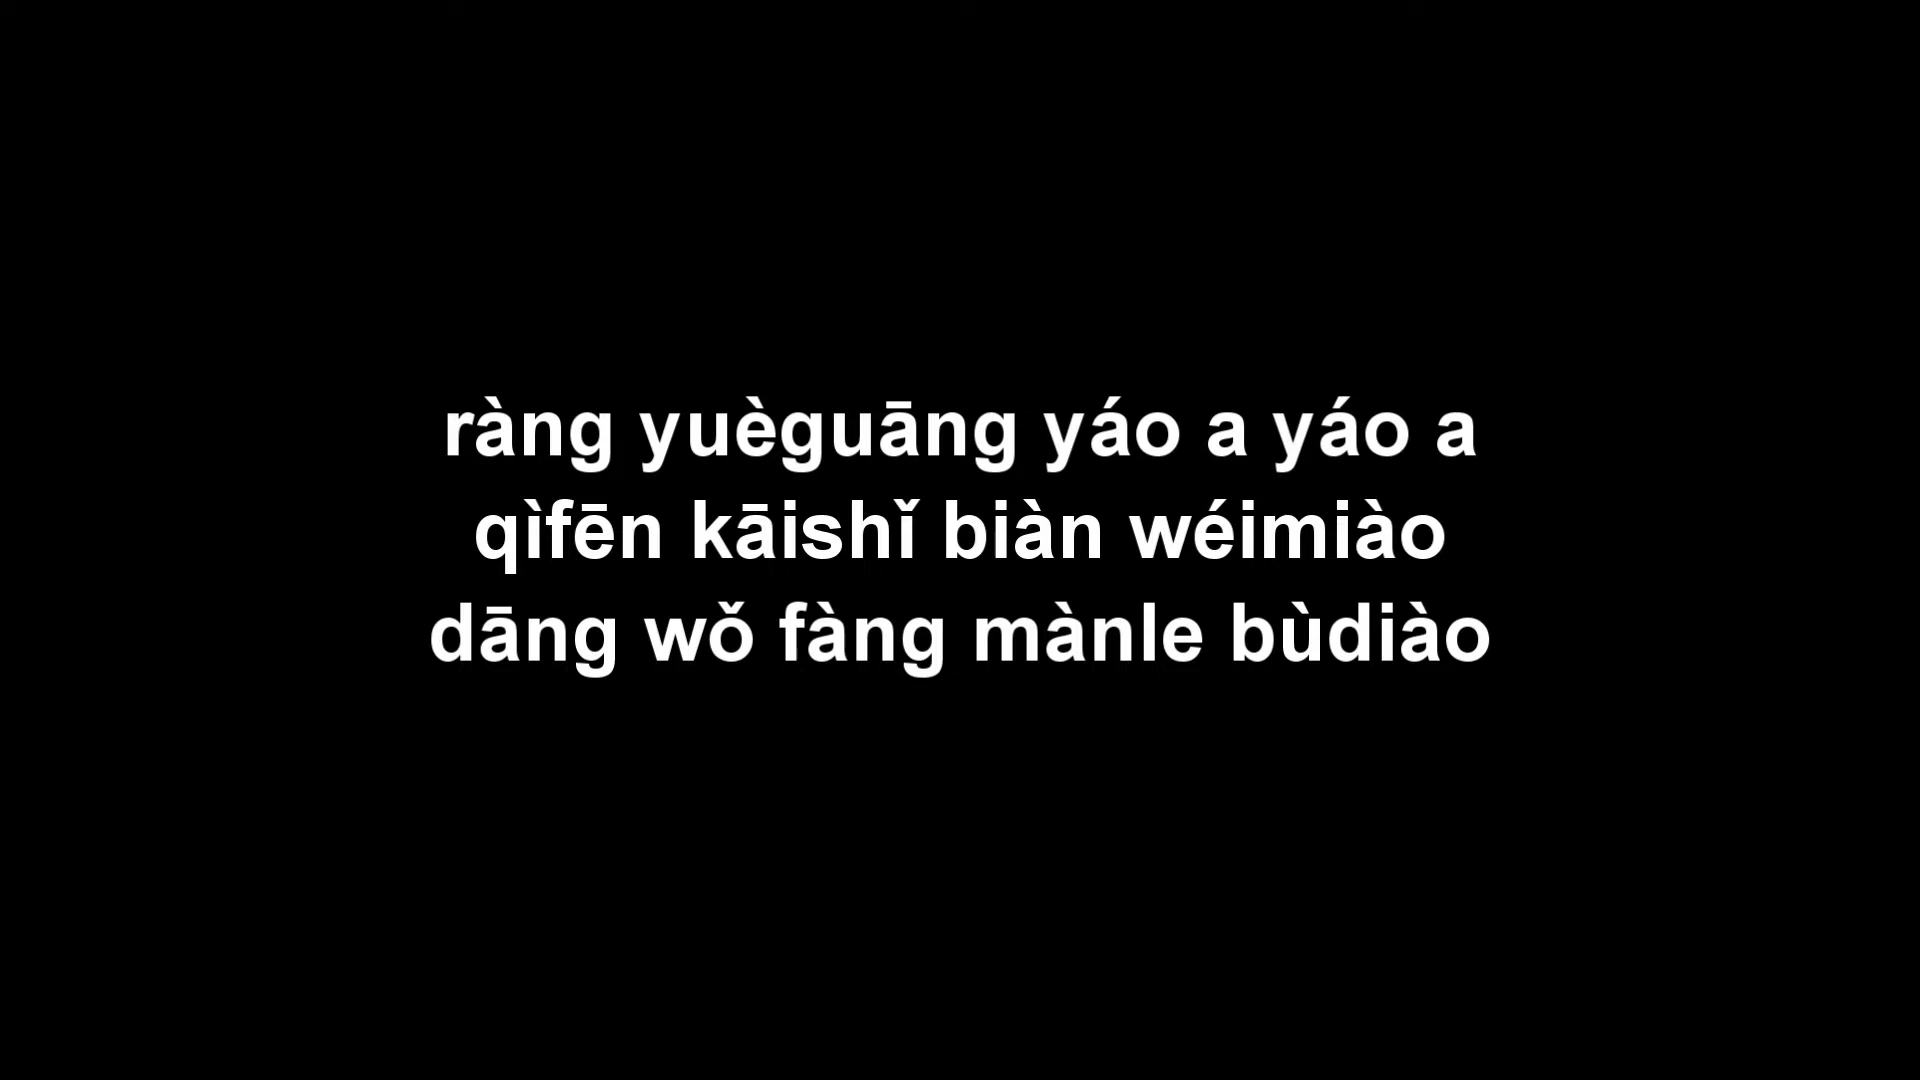 ràng yuèguāng yáo a yáo a
qìfēn kāishǐ biàn wéimiào
dāng wǒ fàng mànle bùdiào